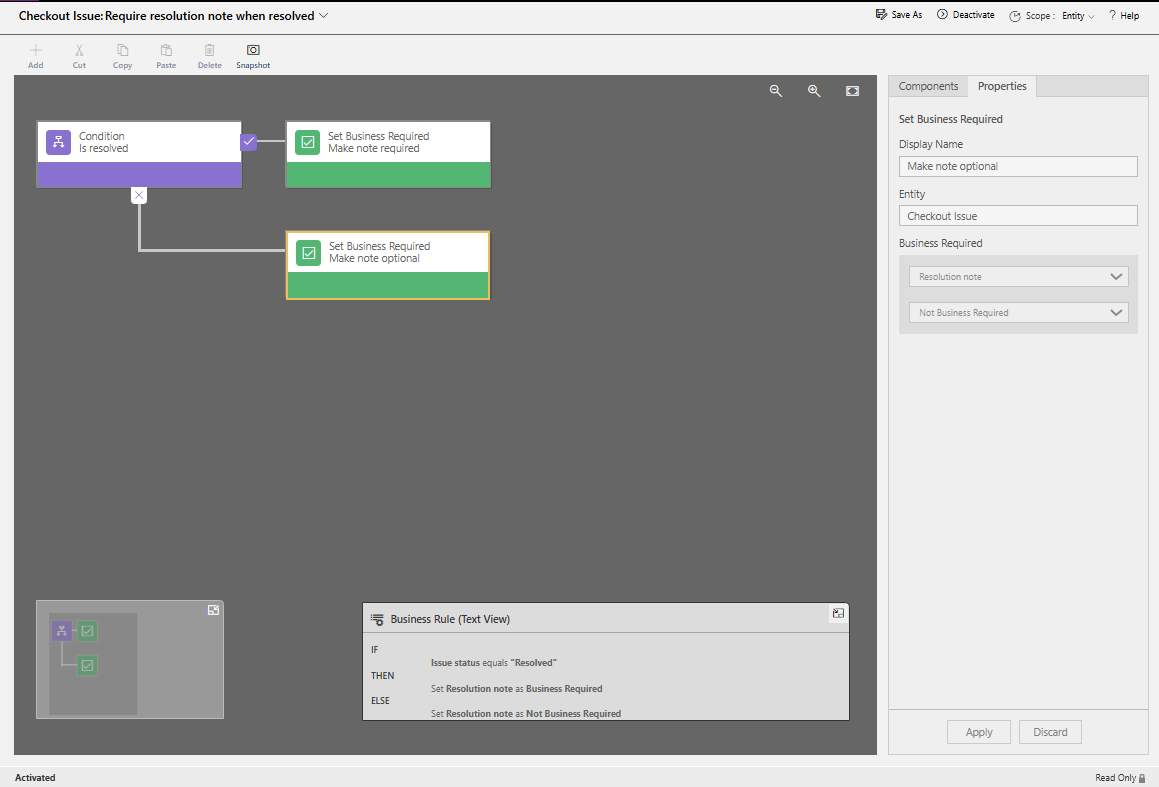 Checkout Issue: Require resolution note when resolved
Save As
Deactivate
Scope :
Entity
? Help
Add
Cut
Copy
Paste
Delete
Snapshot
Condition
Is resolved
Set Business Required
Make note required
Set Business Required
Make note optional
Business Rule (Text View)
IF
Issue status equals "Resolved"
THEN
Set Resolution note as Business Required
ELSE
Set Resolution note as Not Business Required
Components
Properties
Set Business Required
Display Name
Make note optional
Entity
Checkout Issue
Business Required
Resolution note
Not Business Required
Apply
Discard
Activated
Read Only